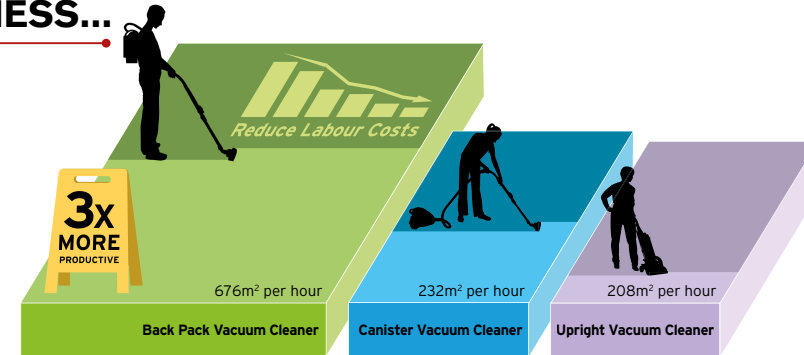 ESS...
Reduce Labour Costs
3x
MORE
PRODUCTIVE
676m² per hour
232m² per hour
208m² per hour
Back Pack Vacuum Cleaner
Canister Vacuum Cleaner
Upright Vacuum Cleaner